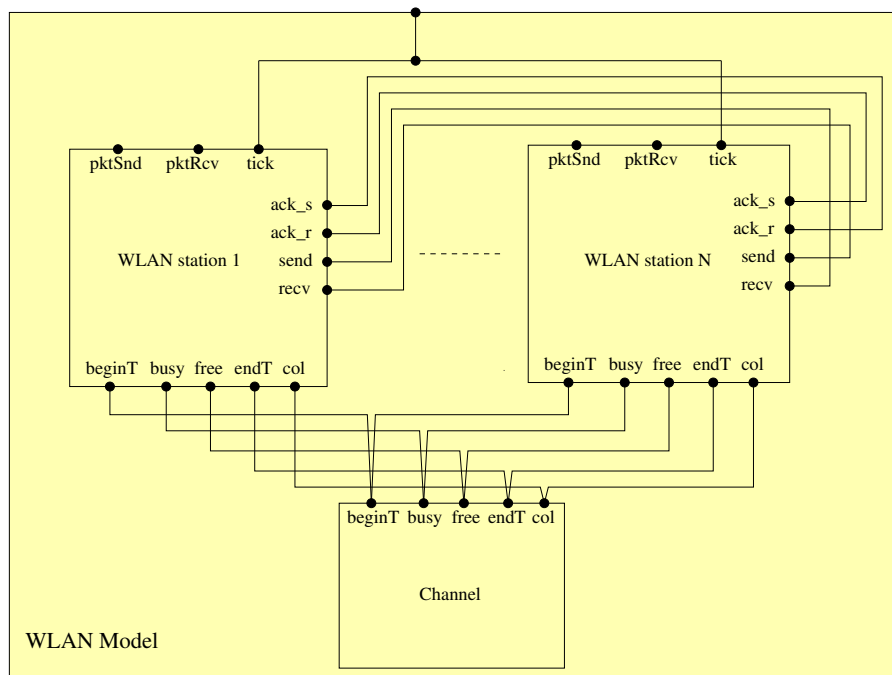 pktSnd pktRcv tick
ack_s
ack_r
WLAN station 1
send
recv
beginT busy free endT col
pktSnd pktRcv tick
ack_s
ack_r
WLAN station N
send
recv
beginT busy free endT col
beginT busy free endT col
Channel
WLAN Model